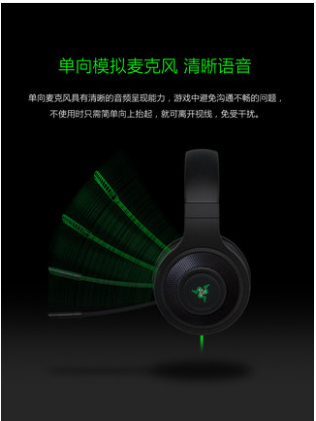 单向模拟麦克风 清晰语音
单向麦克风具有清晰的音频呈现能力，游戏中避免沟通不畅的问题，
不使用时只需简单向上抬起，就可离开视线，免受干扰。